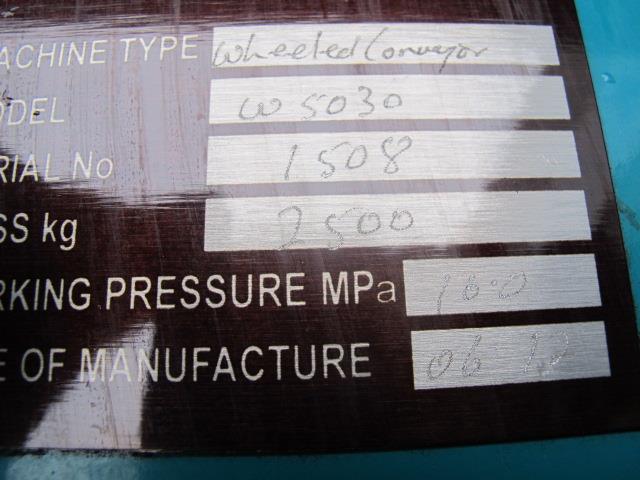 ACHINE TYPE Wheeled Conveyor
ODEL W5030
RIAL No 1508
SS kg 2500
RKING PRESSURE MPa 16.0
E OF MANUFACTURE 06 12